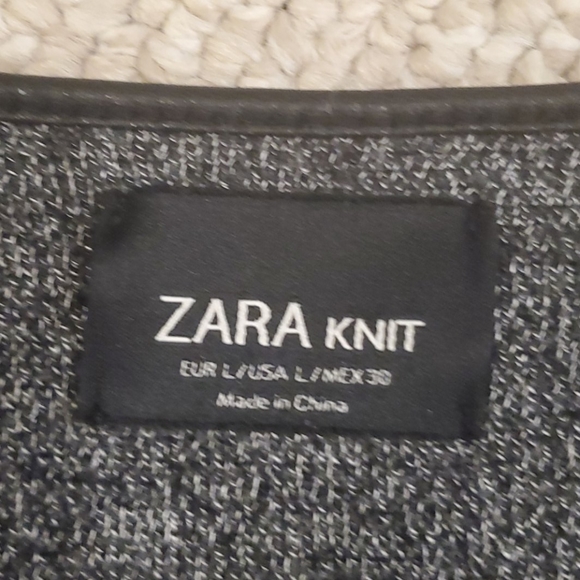 ZARA KNIT
EUR L/USA L/MEX 30
Made in China